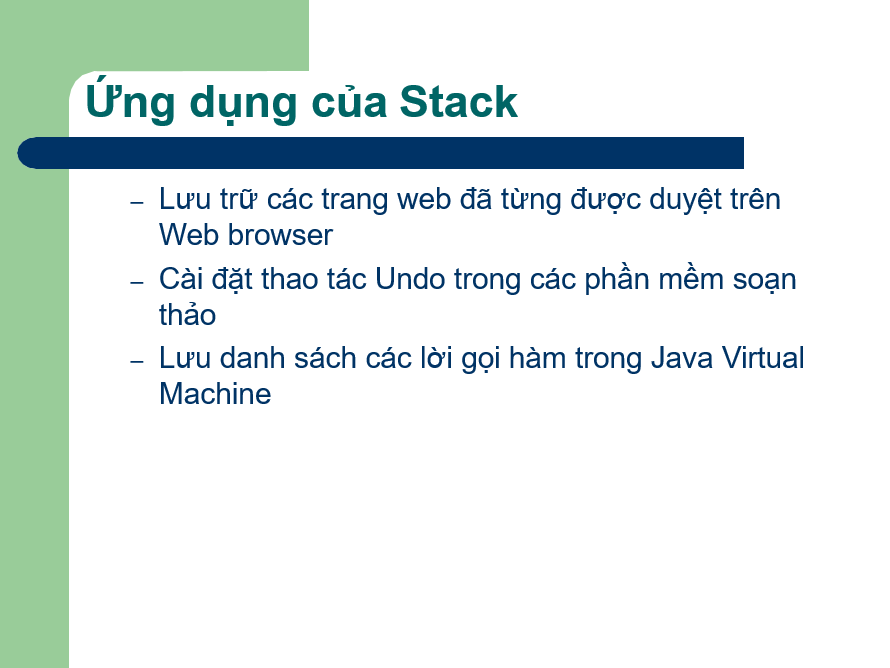 Ứng dụng của Stack
– Lưu trữ các trang web đã từng được duyệt trên
Web browser
– Cài đặt thao tác Undo trong các phần mềm soạn
thảo
– Lưu danh sách các lời gọi hàm trong Java Virtual
Machine